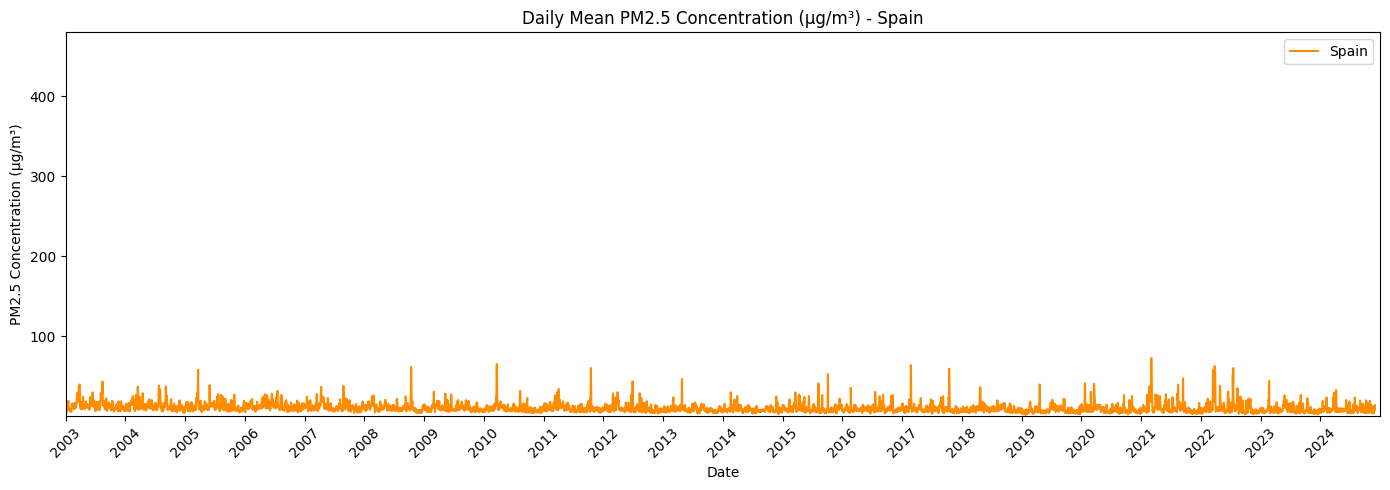 Daily Mean PM2.5 Concentration (µg/m³) - Spain
Spain
PM2.5 Concentration (µg/m³)
400
300
200
100
2003 2004 2005 2006 2007 2008 2009 2010 2011 2012 2013 2014 2015 2016 2017 2018 2019 2020 2021 2022 2023 2024
Date